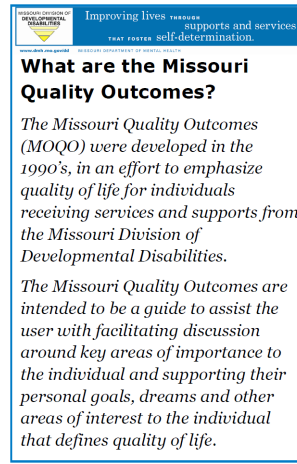 MISSOURI DIVISION OF
DEVELOPMENTAL
DISABILITIES
Improving lives THROUGH
supports and services
THAT FOSTER self-determination.
www.dmh.mo.gov/dd MISSOURI DEPARTMENT OF MENTAL HEALTH
What are the Missouri
Quality Outcomes?
The Missouri Quality Outcomes
(MOQO) were developed in the
1990's, in an effort to emphasize
quality of life for individuals
receiving services and supports from
the Missouri Division of
Developmental Disabilities.
The Missouri Quality Outcomes are
intended to be a guide to assist the
user with facilitating discussion
around key areas of importance to
the individual and supporting their
personal goals, dreams and other
areas of interest to the individual
that defines quality of life.